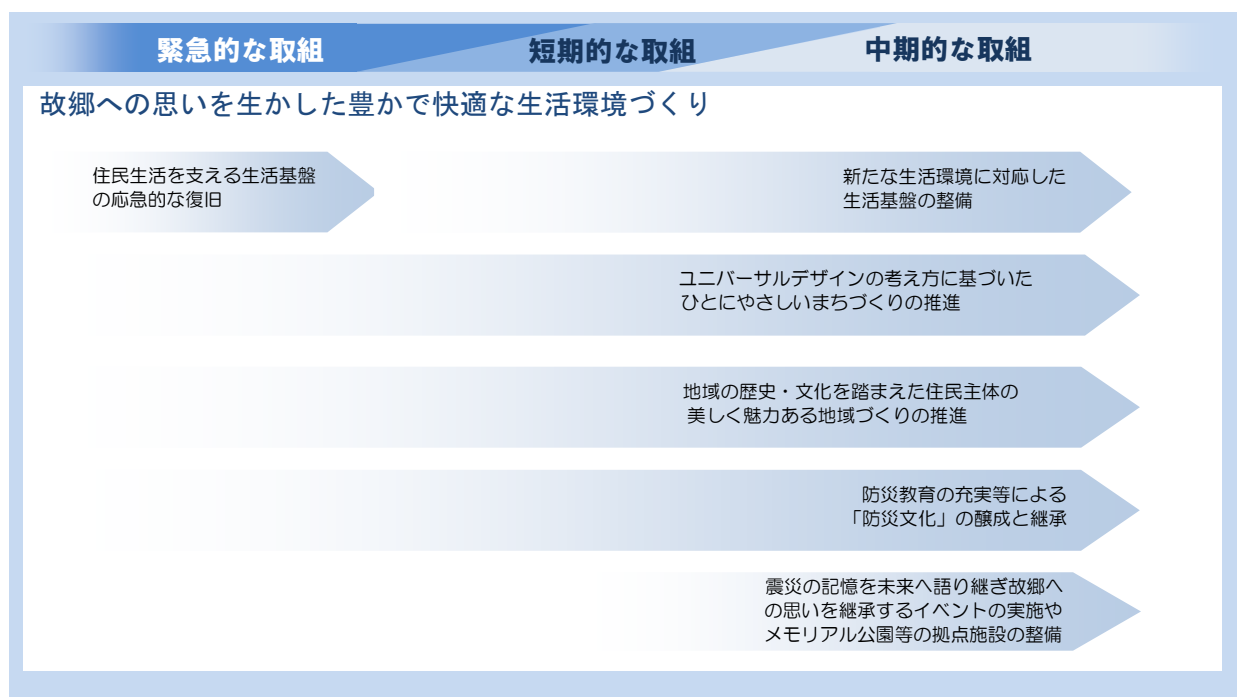 緊急的な取組
短期的な取組
中期的な取組
故郷への思いを生かした豊かで快適な生活環境づくり
住民生活を支える生活基盤
の応急的な復旧
新たな生活環境に対応した
生活基盤の整備
ユニバーサルデザインの考え方に基づいた
ひとにやさしいまちづくりの推進
地域の歴史・文化を踏まえた住民主体の
美しく魅力ある地域づくりの推進
防災教育の充実等による
「防災文化」の醸成と継承
震災の記憶を未来へ語り継ぎ故郷へ
の思いを継承するイベントの実施や
メモリアル公園等の拠点施設の整備